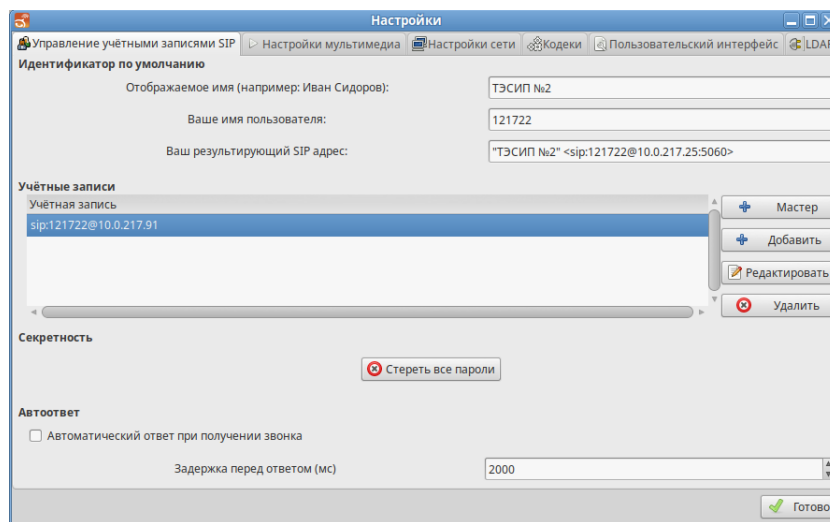 Настройки
Управление учётными записями SIP Настройки мультимедиа Настройки сети Кодеки Пользовательский интерфейс LDAP
Идентификатор по умолчанию
Отображаемое имя (например: Иван Сидоров): ТЭСИП №2
Ваше имя пользователя: 121722
Ваш результирующий SIP адрес: "ТЭСИП №2" <sip:121722@10.0.217.25:5060>
Учётные записи
Учётная запись
Мастер
sip:121722@10.0.217.91
Добавить
Редактировать
Удалить
Секретность
Стереть все пароли
Автоответ
Автоматический ответ при получении звонка
Задержка перед ответом (мс) 2000
Готово